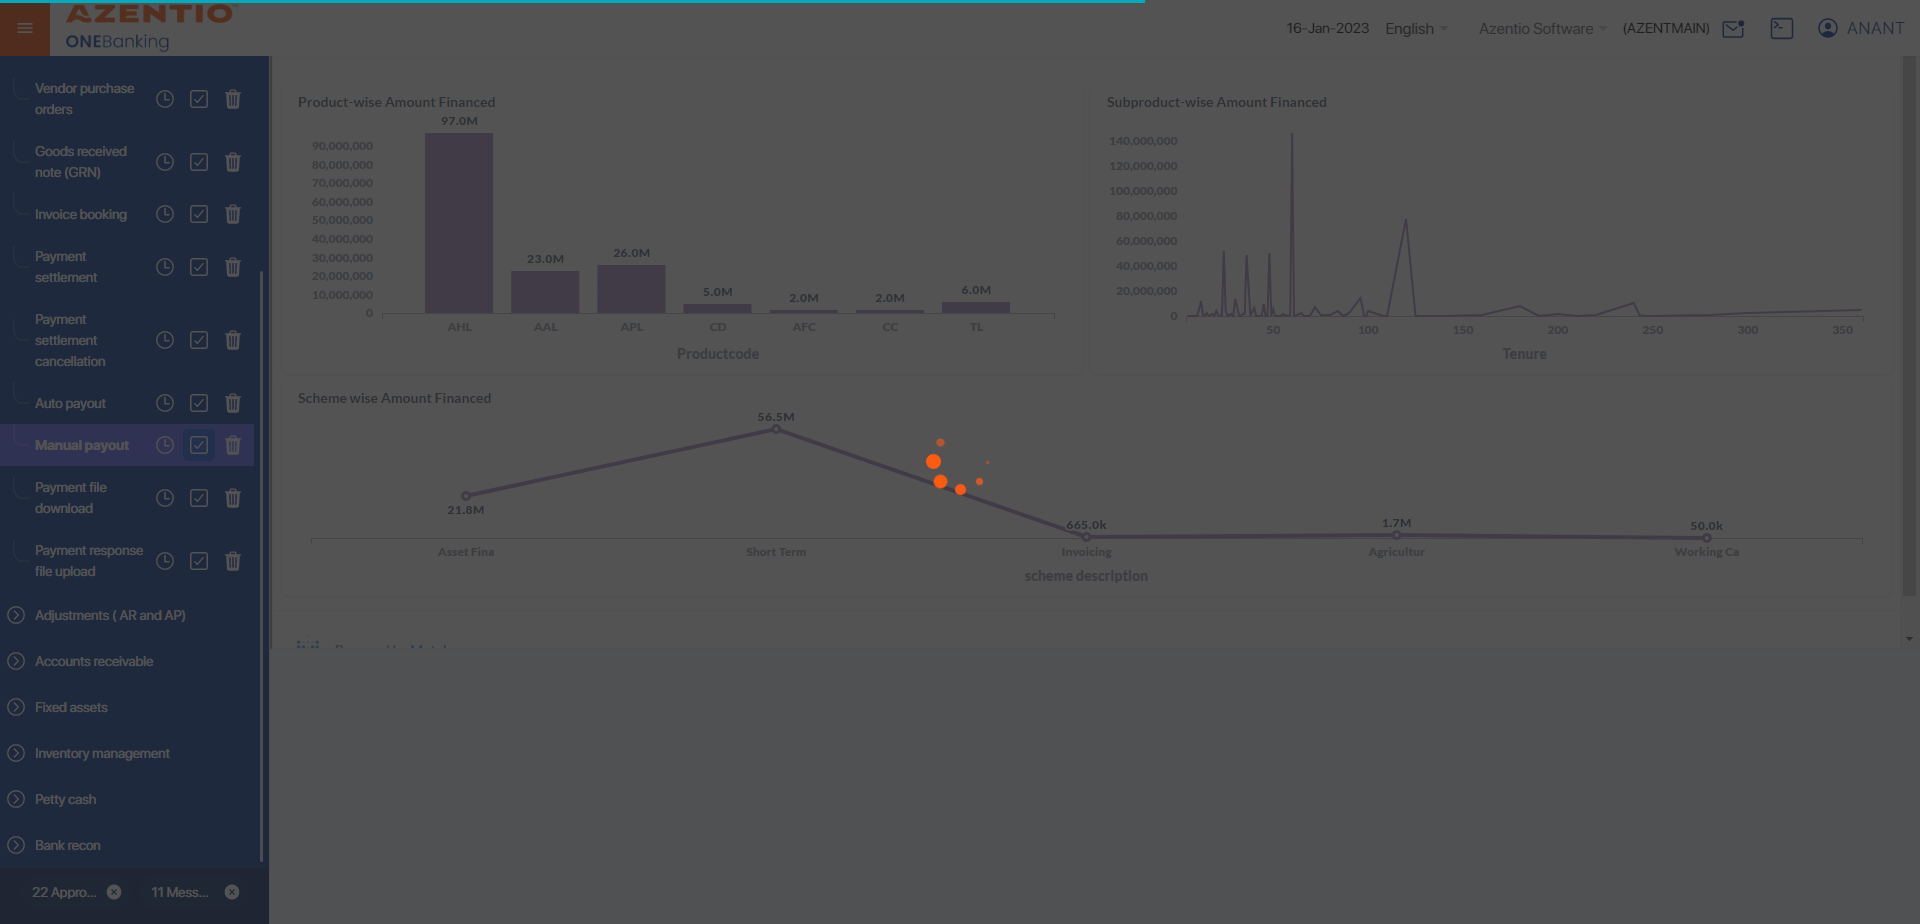 AZENTIO
ONEBanking
16-Jan-2023
English
Azentio Software
(AZENTMAIN)
ANANT
Vendor purchase
orders
Goods received
note (GRN)
Invoice booking
Payment
settlement
Payment
settlement
cancellation
Auto payout
Manual payout
Payment file
download
Payment response
file upload
Adjustments ( AR and AP)
Accounts receivable
Fixed assets
Inventory management
Petty cash
Bank recon
22 Appro...
11 Mess...
Product-wise Amount Financed
97.0M
90,000,000
80,000,000
70,000,000
60,000,000
50,000,000
40,000,000
30,000,000
20,000,000
10,000,000
0
23.0M
26.0M
5.0M
2.0M
2.0M
6.0M
AHL
AAL
APL
CD
AFC
CC
TL
Productcode
Subproduct-wise Amount Financed
140,000,000
120,000,000
100,000,000
80,000,000
60,000,000
40,000,000
20,000,000
0
50
100
150
200
250
300
350
Tenure
Scheme wise Amount Financed
56.5M
21.8M
665.0k
1.7M
50.0k
Asset Fina
Short Term
Invoicing
Agricultur
Working Ca
scheme description